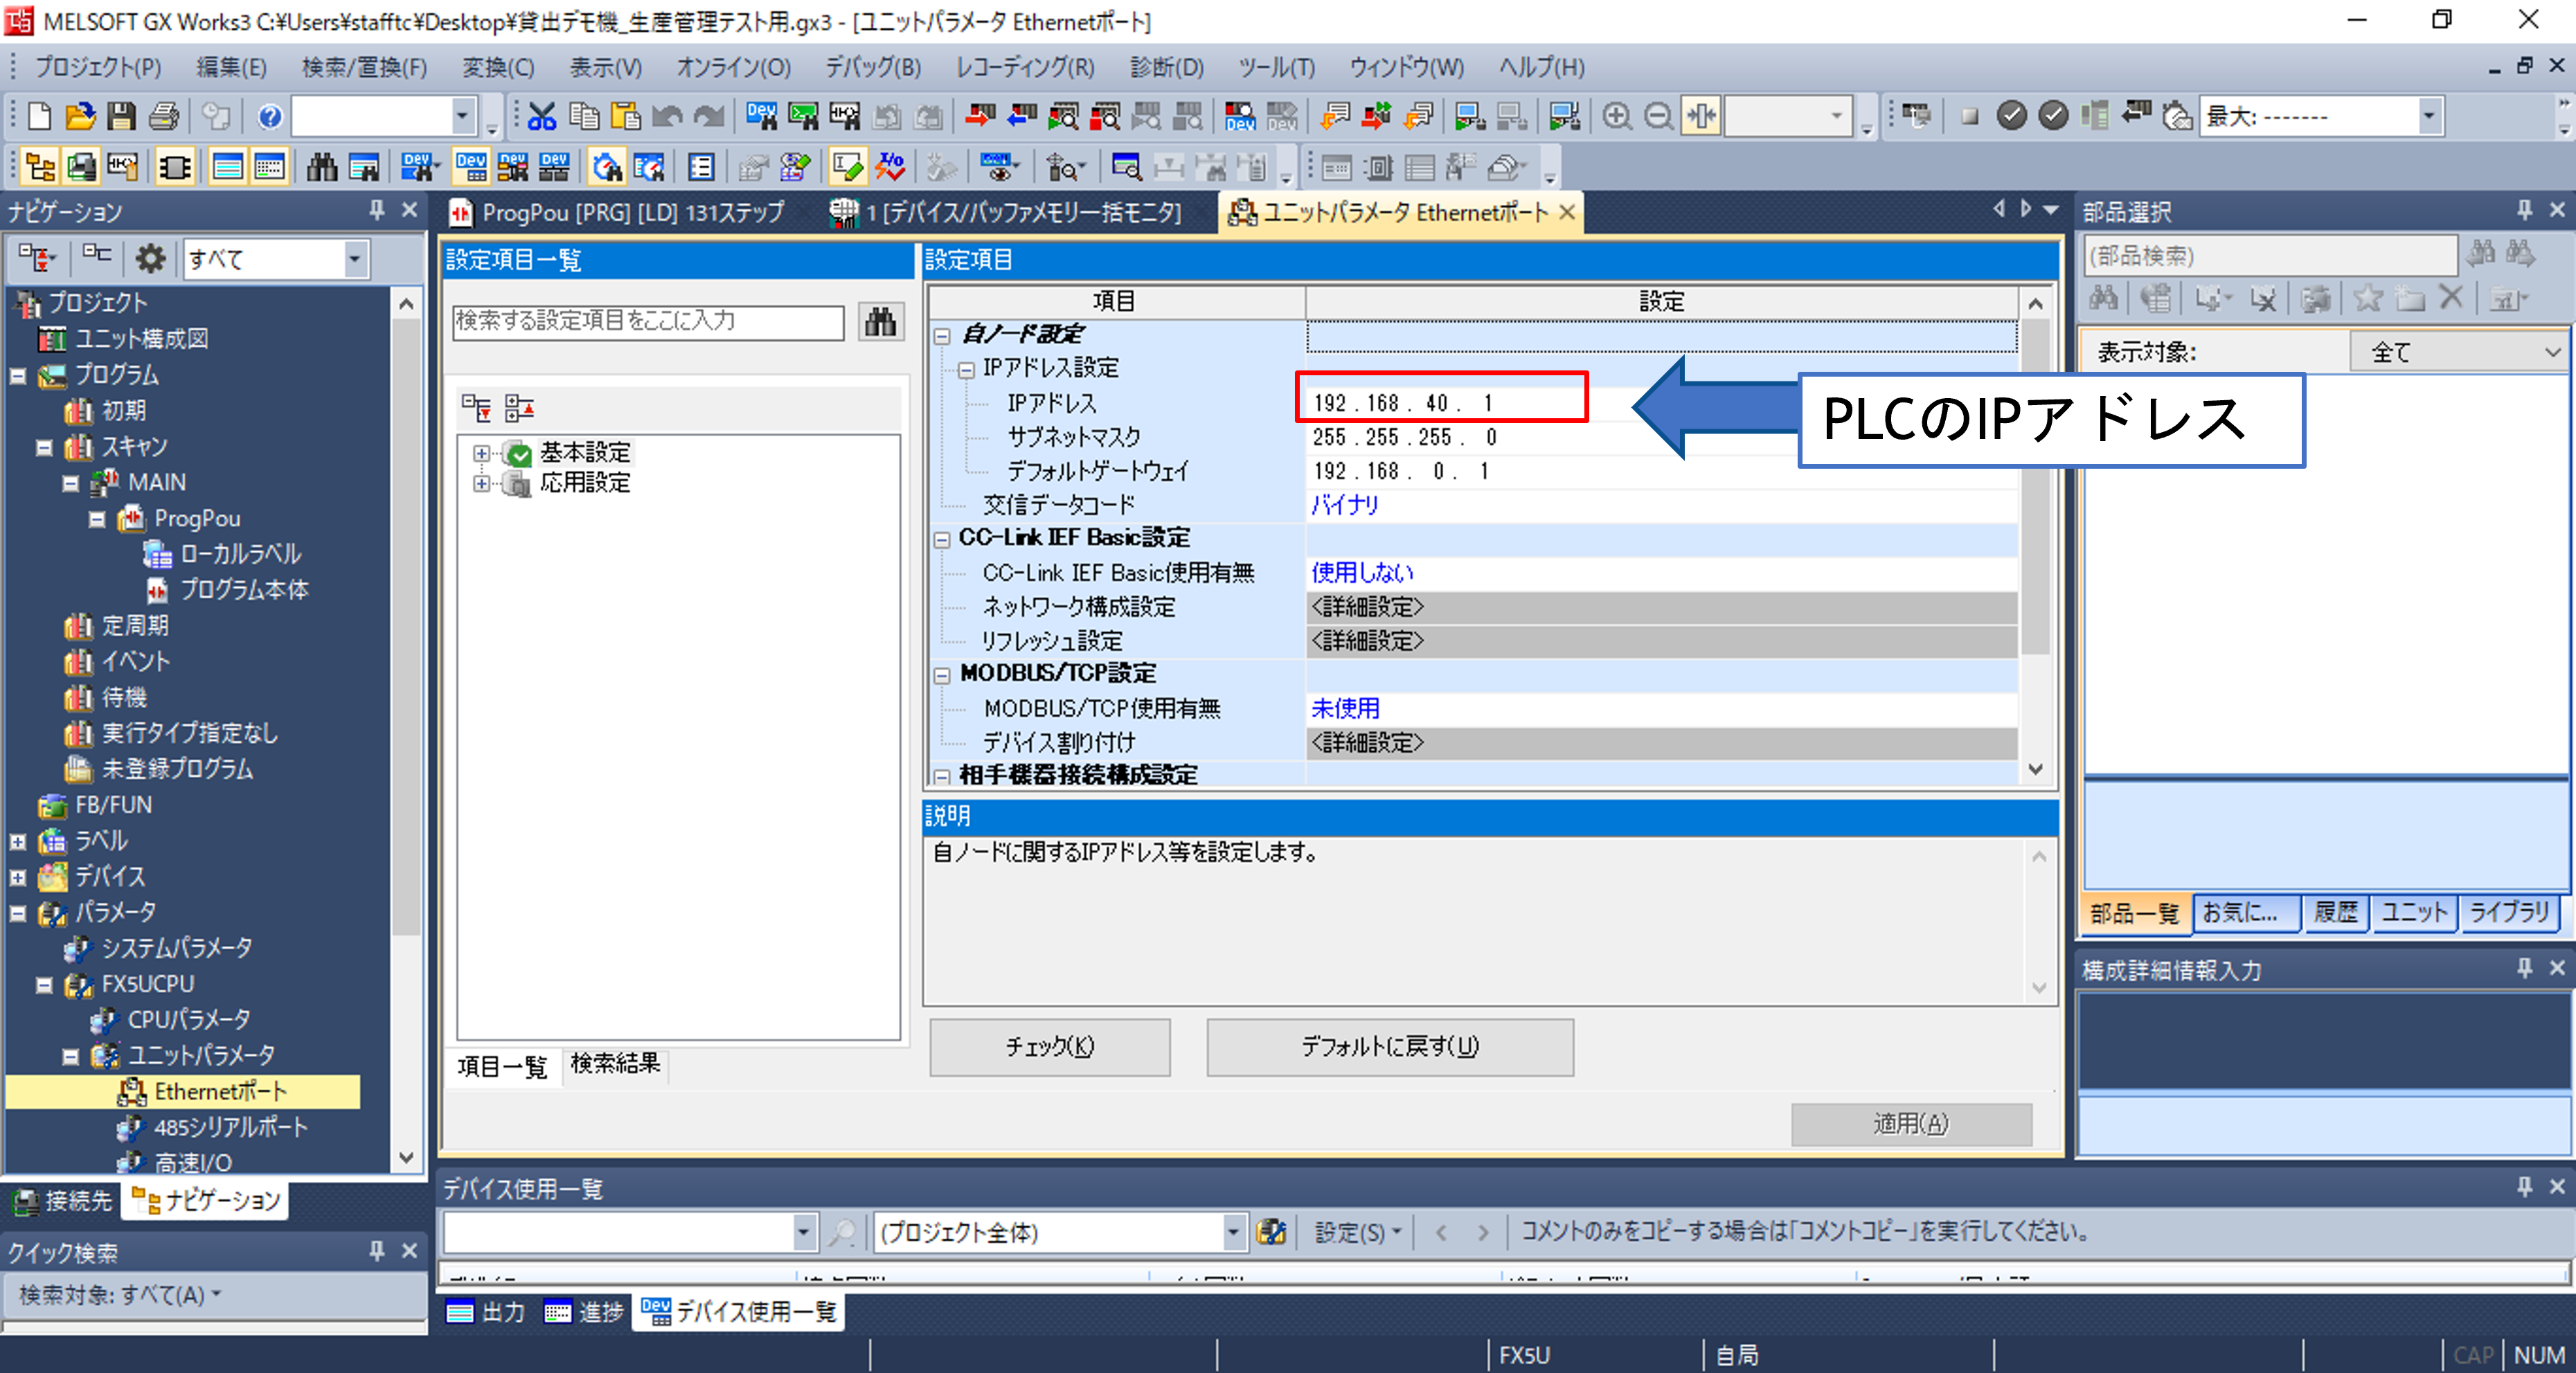 MELSOFT GX Works3 C:¥Users¥stafftc¥Desktop¥貸出デモ機_生産管理テスト用.gx3 - [ユニットパラメータ Ethernetポート]
プロジェクト(P) 編集(E) 検索/置換(F) 変換(C) 表示(V) オンライン(O) デバッグ(B) レコーディング(R) 診断(D) ツール(T) ウィンドウ(W) ヘルプ(H)
最大: -------
ナビゲーション
ProgPou [PRG] [LD] 131ステップ
1 [デバイス/バッファメモリ一括モニタ]
ユニットパラメータ Ethernetポート
すべて
プロジェクト
ユニット構成図
プログラム
初期
スキャン
MAIN
ProgPou
ローカルラベル
プログラム本体
定周期
イベント
待機
実行タイプ指定なし
未登録プログラム
FB/FUN
ラベル
デバイス
パラメータ
システムパラメータ
FX5UCPU
CPUパラメータ
ユニットパラメータ
Ethernetポート
485シリアルポート
高速I/O
接続先 ナビゲーション
クイック検索
検索対象: すべて(A)
設定項目一覧
検索する設定項目をここに入力
基本設定
応用設定
項目一覧 検索結果
設定項目
項目 設定
自ノード設定
IPアドレス設定
IPアドレス 192 . 168 . 40 . 1
サブネットマスク 255 . 255 . 255 . 0
デフォルトゲートウェイ 192 . 168 . 0 . 1
交信データコード バイナリ
CC-Link IEF Basic設定
CC-Link IEF Basic使用有無 使用しない
ネットワーク構成設定 <詳細設定>
リフレッシュ設定 <詳細設定>
MODBUS/TCP設定
MODBUS/TCP使用有無 未使用
デバイス割り付け <詳細設定>
相手機器接続構成設定
PLCのIPアドレス
説明
自ノードに関するIPアドレス等を設定します。
チェック(K) デフォルトに戻す(U)
適用(A)
部品選択
(部品検索)
表示対象: 全て
部品一覧 お気に... 履歴 ユニット ライブラリ
構成詳細情報入力
デバイス使用一覧
(プロジェクト全体) 設定(S) コメントのみをコピーする場合は「コメントコピー」を実行してください。
出力 進捗 デバイス使用一覧
FX5U 自局 CAP NUM